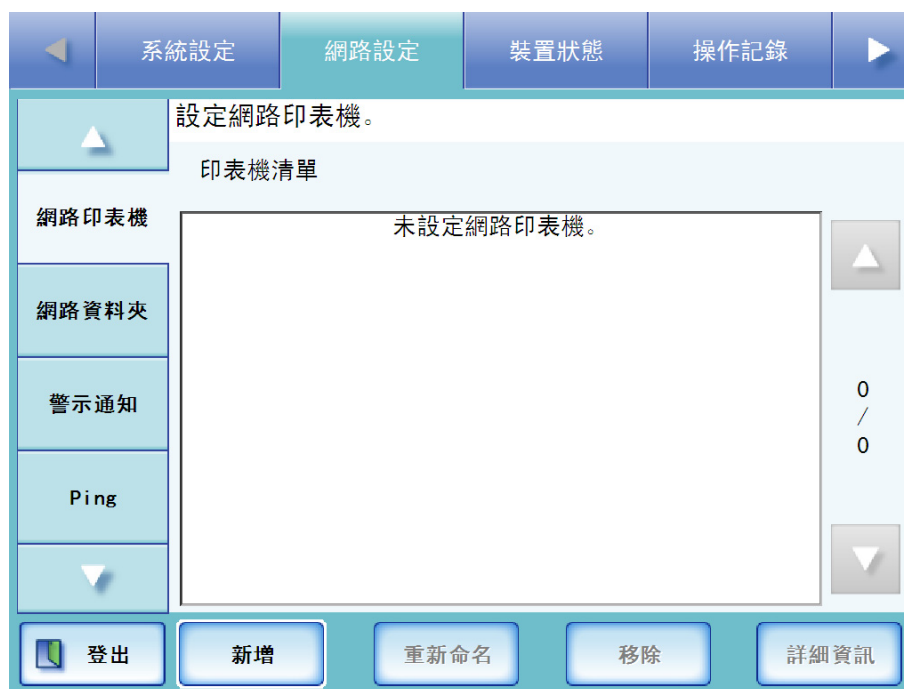 系統設定 網路設定 裝置狀態 操作記錄
設定網路印表機。
印表機清單
網路印表機
未設定網路印表機。
網路資料夾
警示通知
0
/
0
Ping
登出 新增 重新命名 移除 詳細資訊